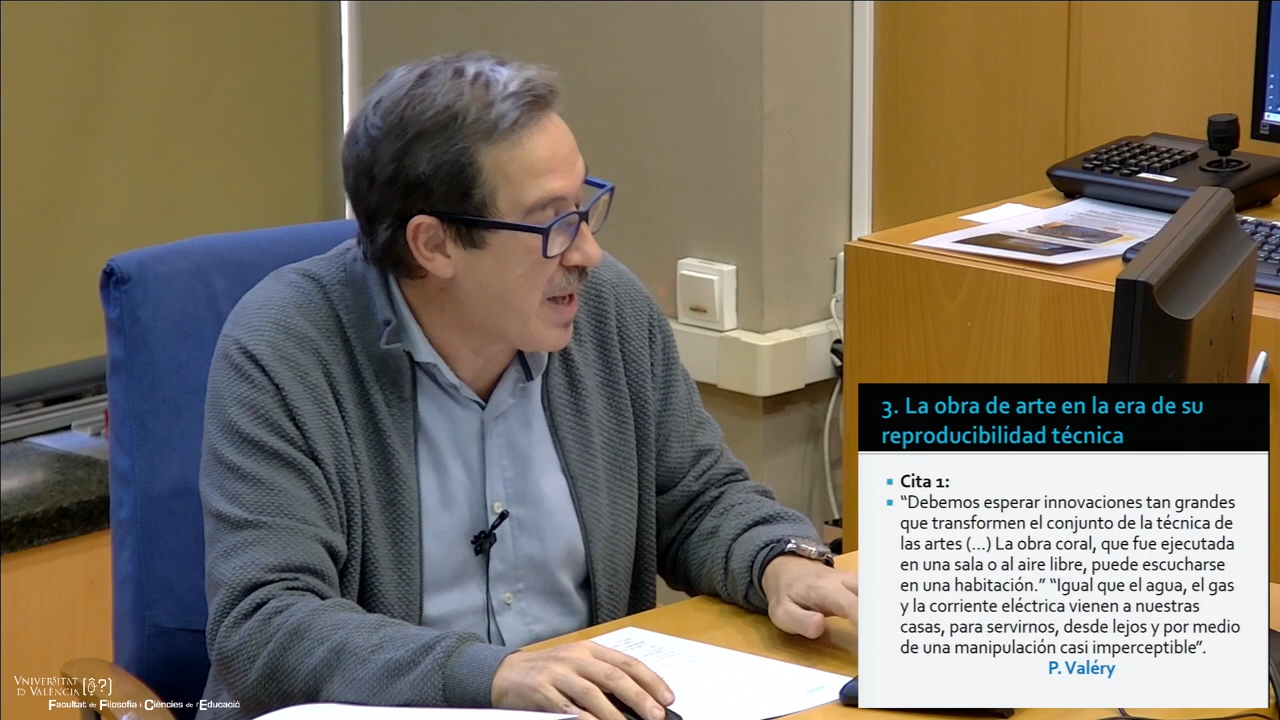 3. La obra de arte en la era de su
reproducibilidad técnica
Cita 1:
“Debemos esperar innovaciones tan grandes
que transformen el conjunto de la técnica de
las artes (...) La obra coral, que fue ejecutada
en una sala o al aire libre, puede escucharse
en una habitación.” “Igual que el agua, el gas
y la corriente eléctrica vienen a nuestras
casas, para servirnos, desde lejos y por medio
de una manipulación casi imperceptible“.
P. Valéry
VNIVERSITAT
D VALÈNCIA
Facultat de Filosofia i Ciències de l'Educació